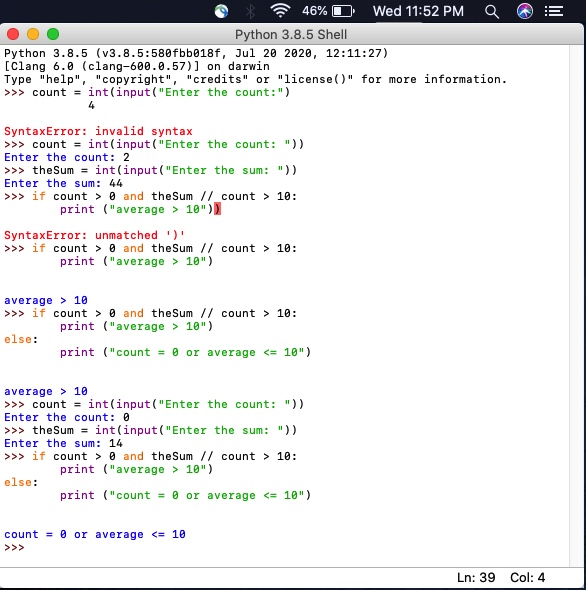 46% Wed 11:52 PM
Python 3.8.5 Shell
Python 3.8.5 (v3.8.5:580fbb018f, Jul 20 2020, 12:11:27)
[Clang 6.0 (clang-600.0.57)] on darwin
Type "help", "copyright", "credits" or "license()" for more information.
>>> count = int(input("Enter the count:")
4
SyntaxError: invalid syntax
>>> count = int(input("Enter the count: "))
Enter the count: 2
>>> theSum = int(input("Enter the sum: "))
Enter the sum: 44
>>> if count > 0 and theSum // count > 10:
print ("average > 10"))
SyntaxError: unmatched ')'
>>> if count > 0 and theSum // count > 10:
print ("average > 10")
average > 10
>>> if count > 0 and theSum // count > 10:
print ("average > 10")
else:
print ("count = 0 or average <= 10")
average > 10
>>> count = int(input("Enter the count: "))
Enter the count: 0
>>> theSum = int(input("Enter the sum: "))
Enter the sum: 14
>>> if count > 0 and theSum // count > 10:
print ("average > 10")
else:
print ("count = 0 or average <= 10")
count = 0 or average <= 10
>>>
Ln: 39 Col: 4